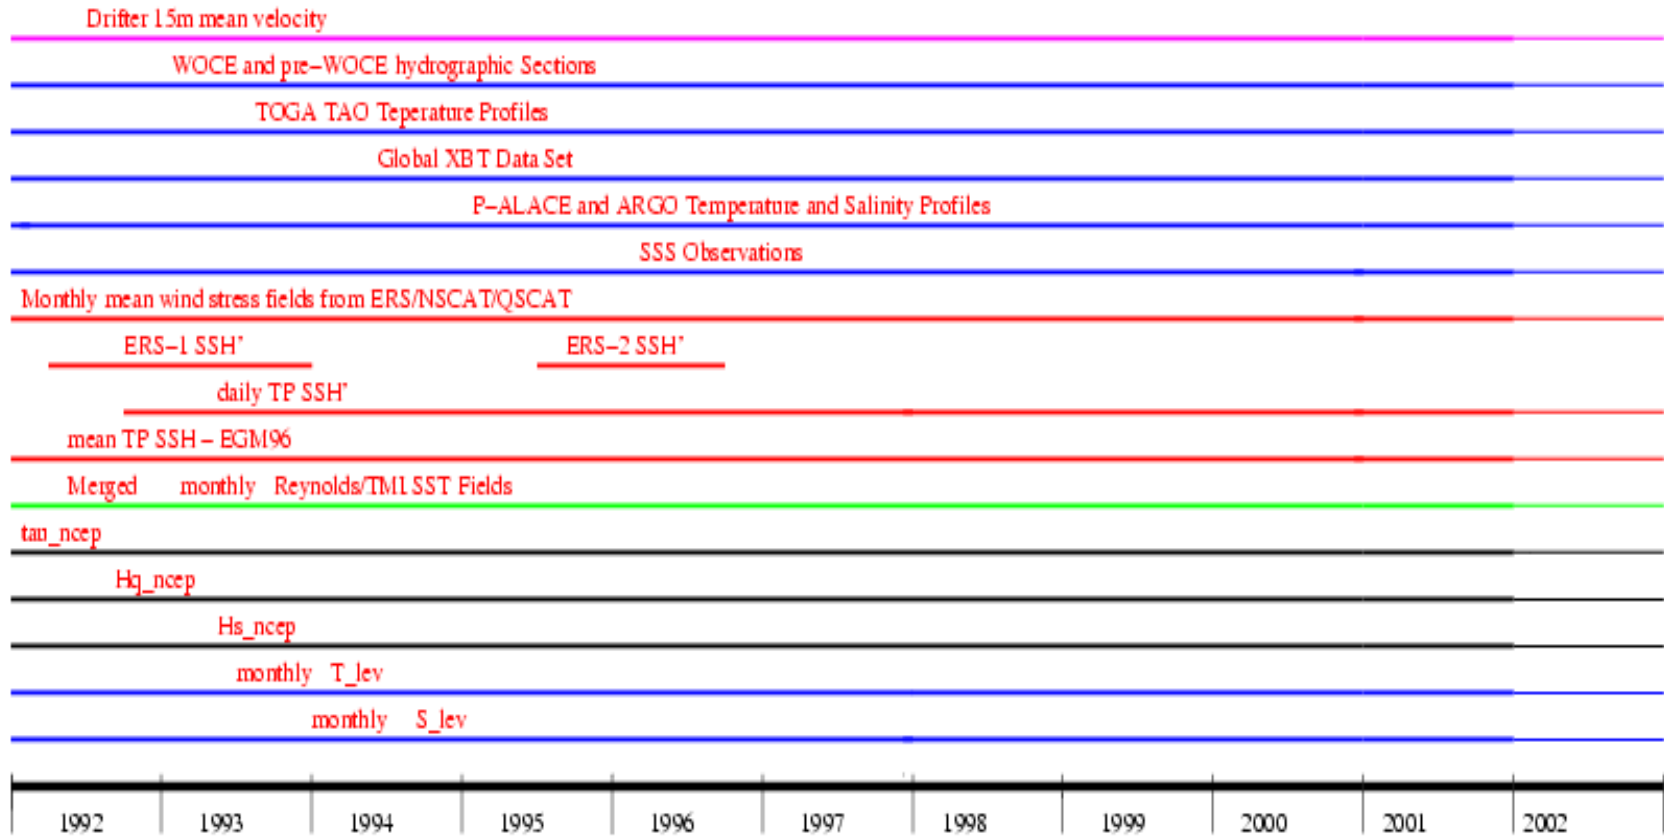 Drifter 15m mean velocity
WOCE and pre-WOCE hydrographic Sections
TOGA TAO Teperature Profiles
Global XBT Data Set
P-ALACE and ARGO Temperature and Salinity Profiles
SSS Observations
Monthly mean wind stress fields from ERS/NSCAT/QSCAT
ERS-1 SSH' ERS-2 SSH'
daily TP SSH'
mean TP SSH - EGM96
Merged monthly Reynolds/TMI SST Fields
tau_ncep
Hq_ncep
Hs_ncep
monthly T_lev
monthly S_lev
1992 1993 1994 1995 1996 1997 1998 1999 2000 2001 2002